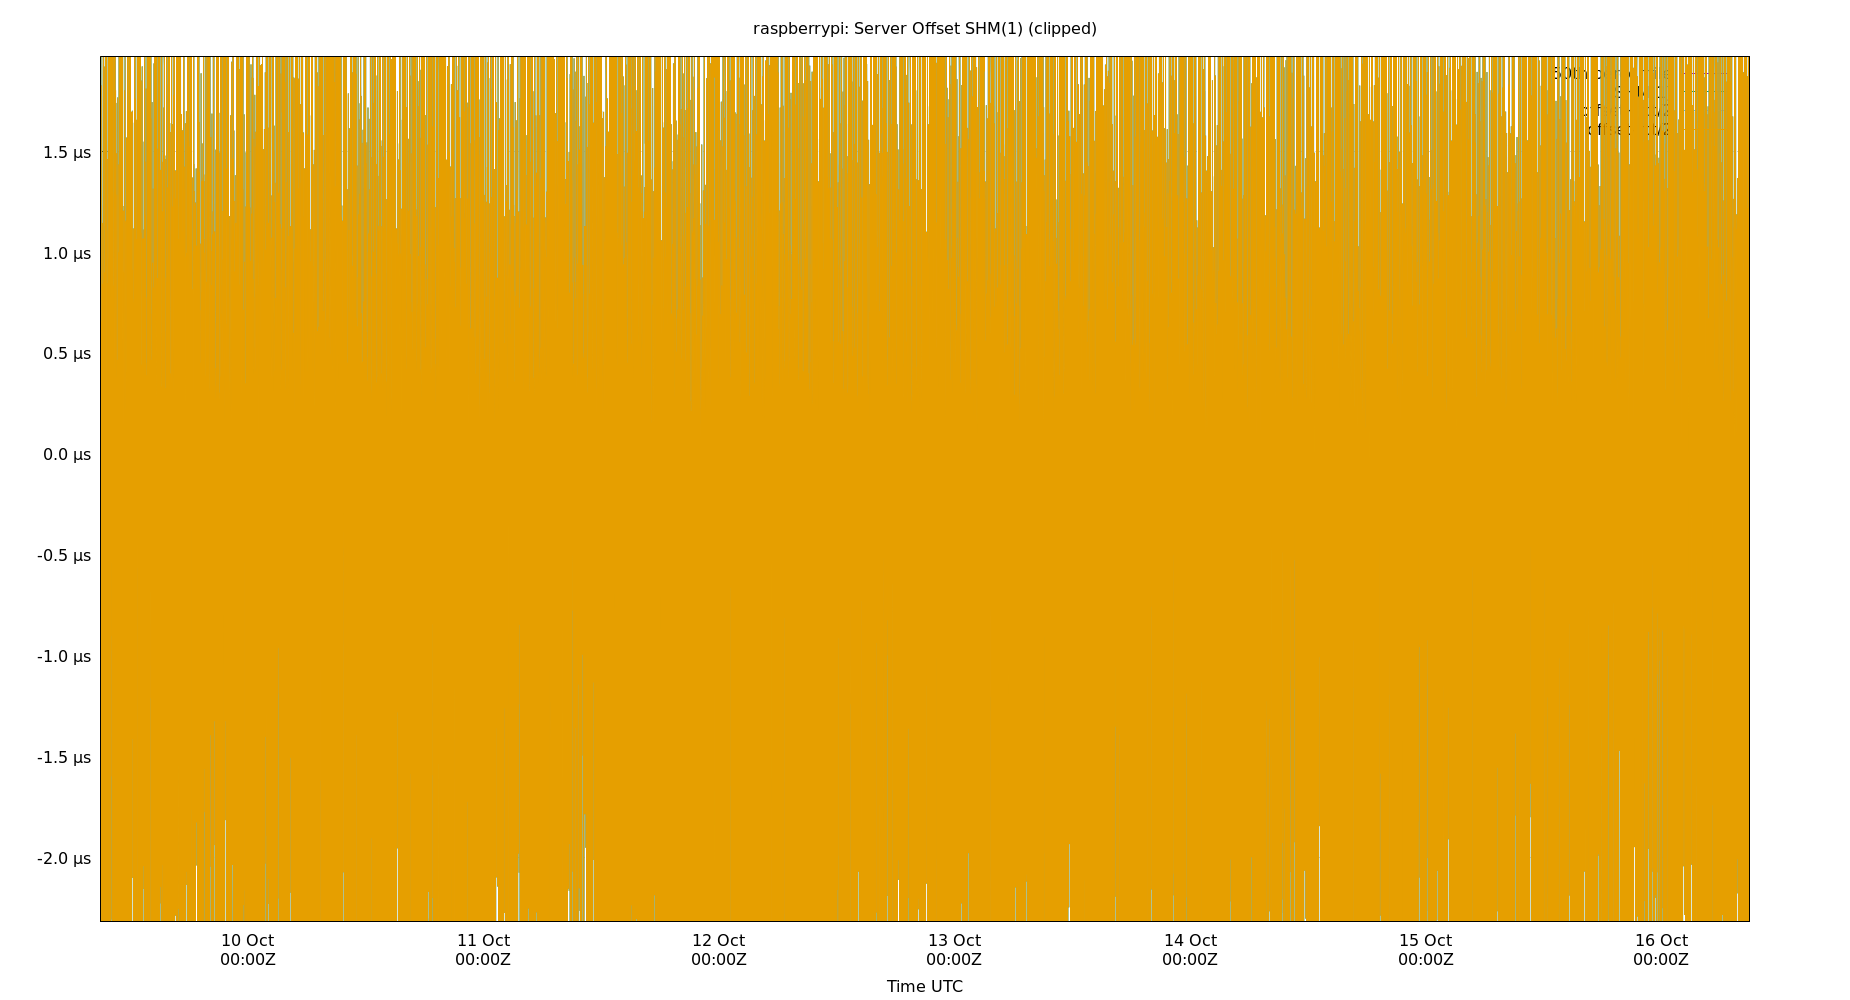 raspberrypi: Server Offset SHM(1) (clipped)
1.5 µs
1.0 µs
0.5 µs
0.0 µs
-0.5 µs
-1.0 µs
-1.5 µs
-2.0 µs
10 Oct
00:00Z
11 Oct
00:00Z
12 Oct
00:00Z
13 Oct
00:00Z
14 Oct
00:00Z
15 Oct
00:00Z
16 Oct
00:00Z
Time UTC